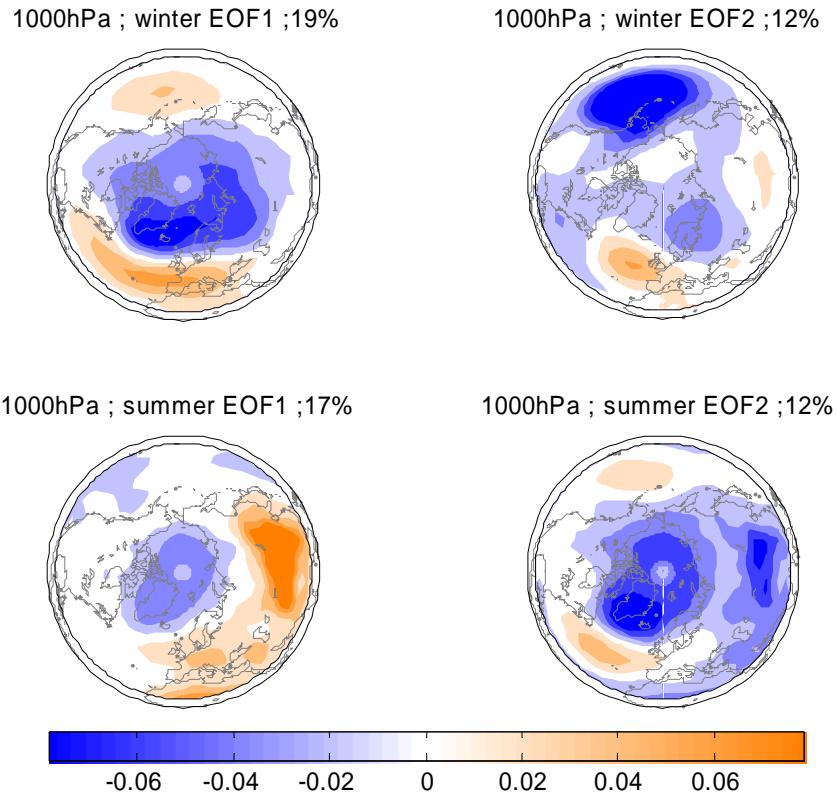 1000hPa ; winter EOF1 ;19%
1000hPa ; winter EOF2 ;12%
1000hPa ; summer EOF1 ;17%
1000hPa ; summer EOF2 ;12%
-0.06 -0.04 -0.02 0 0.02 0.04 0.06